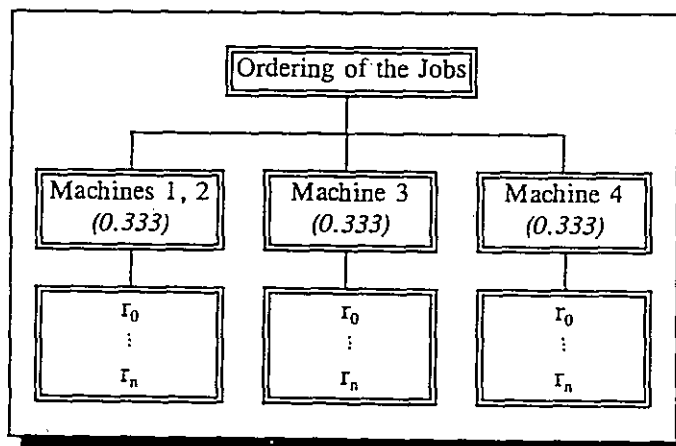 Ordering of the Jobs
Machines 1, 2
(0.333)
Machine 3
(0.333)
Machine 4
(0.333)
r₀
⋮
rₙ
r₀
⋮
rₙ
r₀
⋮
rₙ